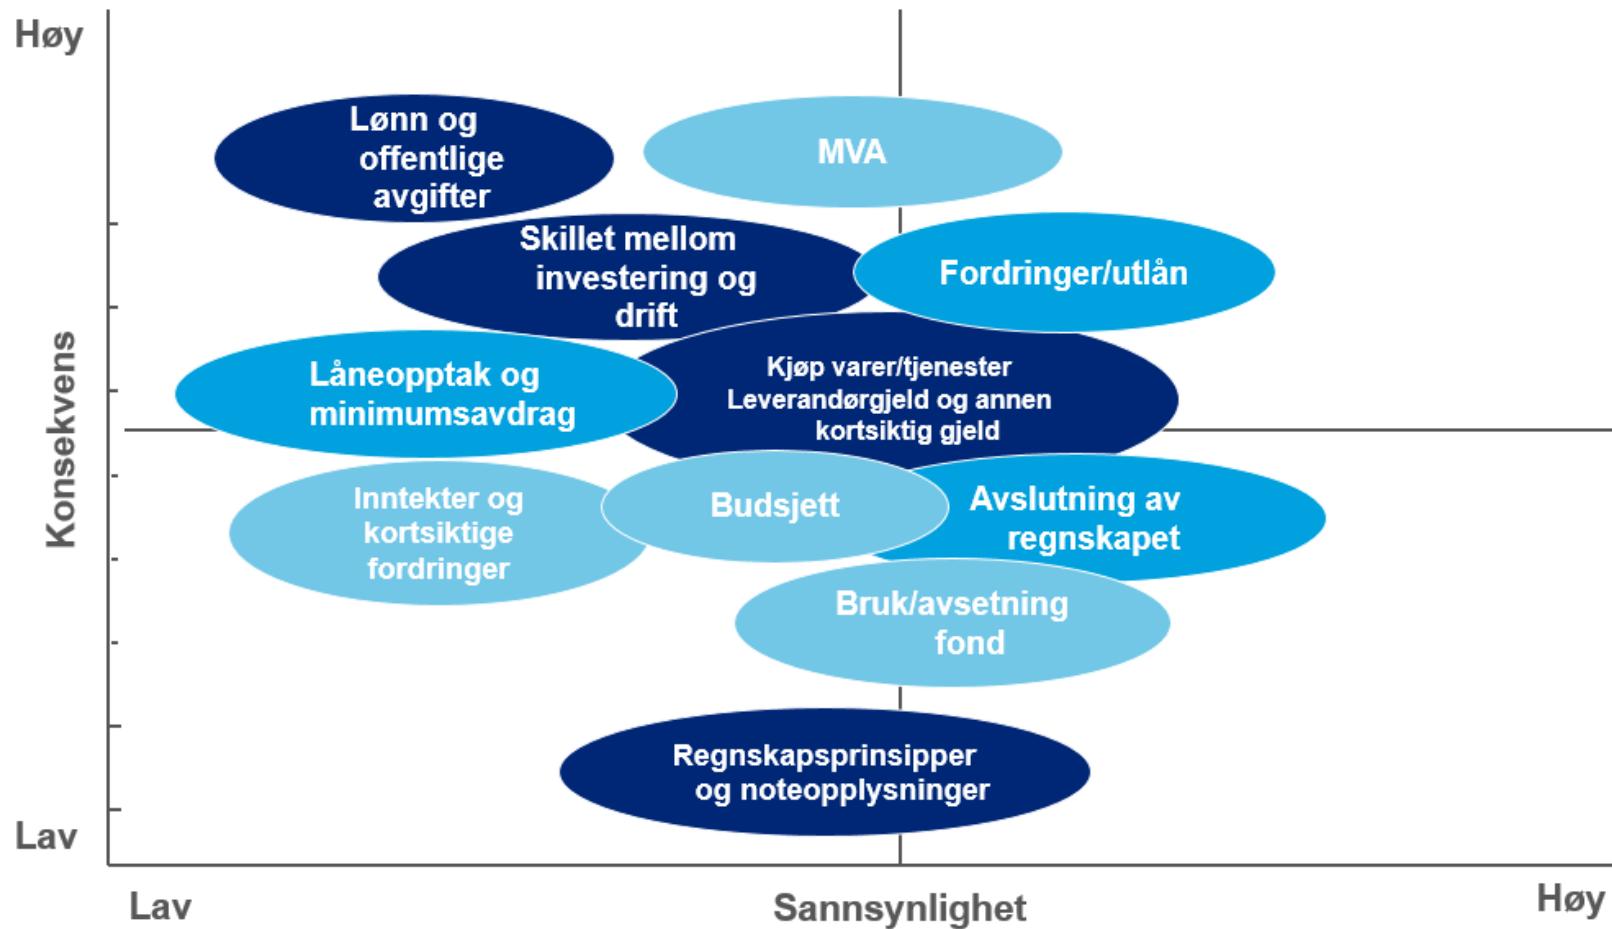 Høy
Lønn og
offentlige
avgifter
MVA
Skillet mellom
investering og
drift
Fordringer/utlån
Låneopptak og
minimumsavdrag
Kjøp varer/tjenester
Leverandørgjeld og annen
kortsiktig gjeld
Konsekvens
Inntekter og
kortsiktige
fordringer
Budsjett
Avslutning av
regnskapet
Bruk/avsetning
fond
Regnskapsprinsipper
og noteopplysninger
Lav
Lav
Sannsynlighet
Høy